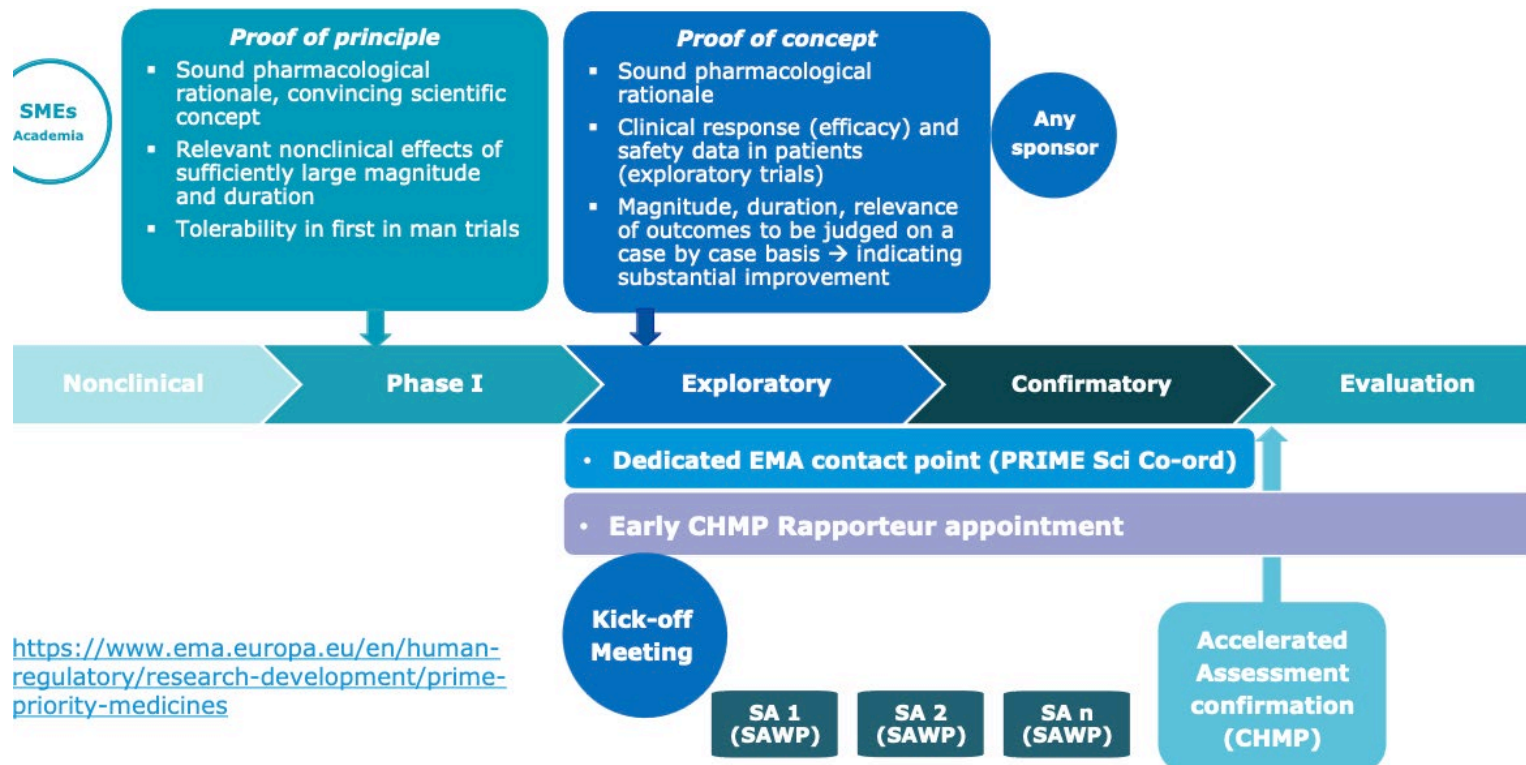 SMEs
Academia
Proof of principle
▪ Sound pharmacological
rationale, convincing scientific
concept
▪ Relevant nonclinical effects of
sufficiently large magnitude
and duration
▪ Tolerability in first in man trials
Proof of concept
▪ Sound pharmacological
rationale
▪ Clinical response (efficacy) and
safety data in patients
(exploratory trials)
▪ Magnitude, duration, relevance
of outcomes to be judged on a
case by case basis → indicating
substantial improvement
Any
sponsor
Nonclinical
Phase I
Exploratory
Confirmatory
Evaluation
• Dedicated EMA contact point (PRIME Sci Co-ord)
• Early CHMP Rapporteur appointment
Kick-off
Meeting
https://www.ema.europa.eu/en/human-
regulatory/research-development/prime-
priority-medicines
SA 1
(SAWP)
SA 2
(SAWP)
SA n
(SAWP)
Accelerated
Assessment
confirmation
(CHMP)